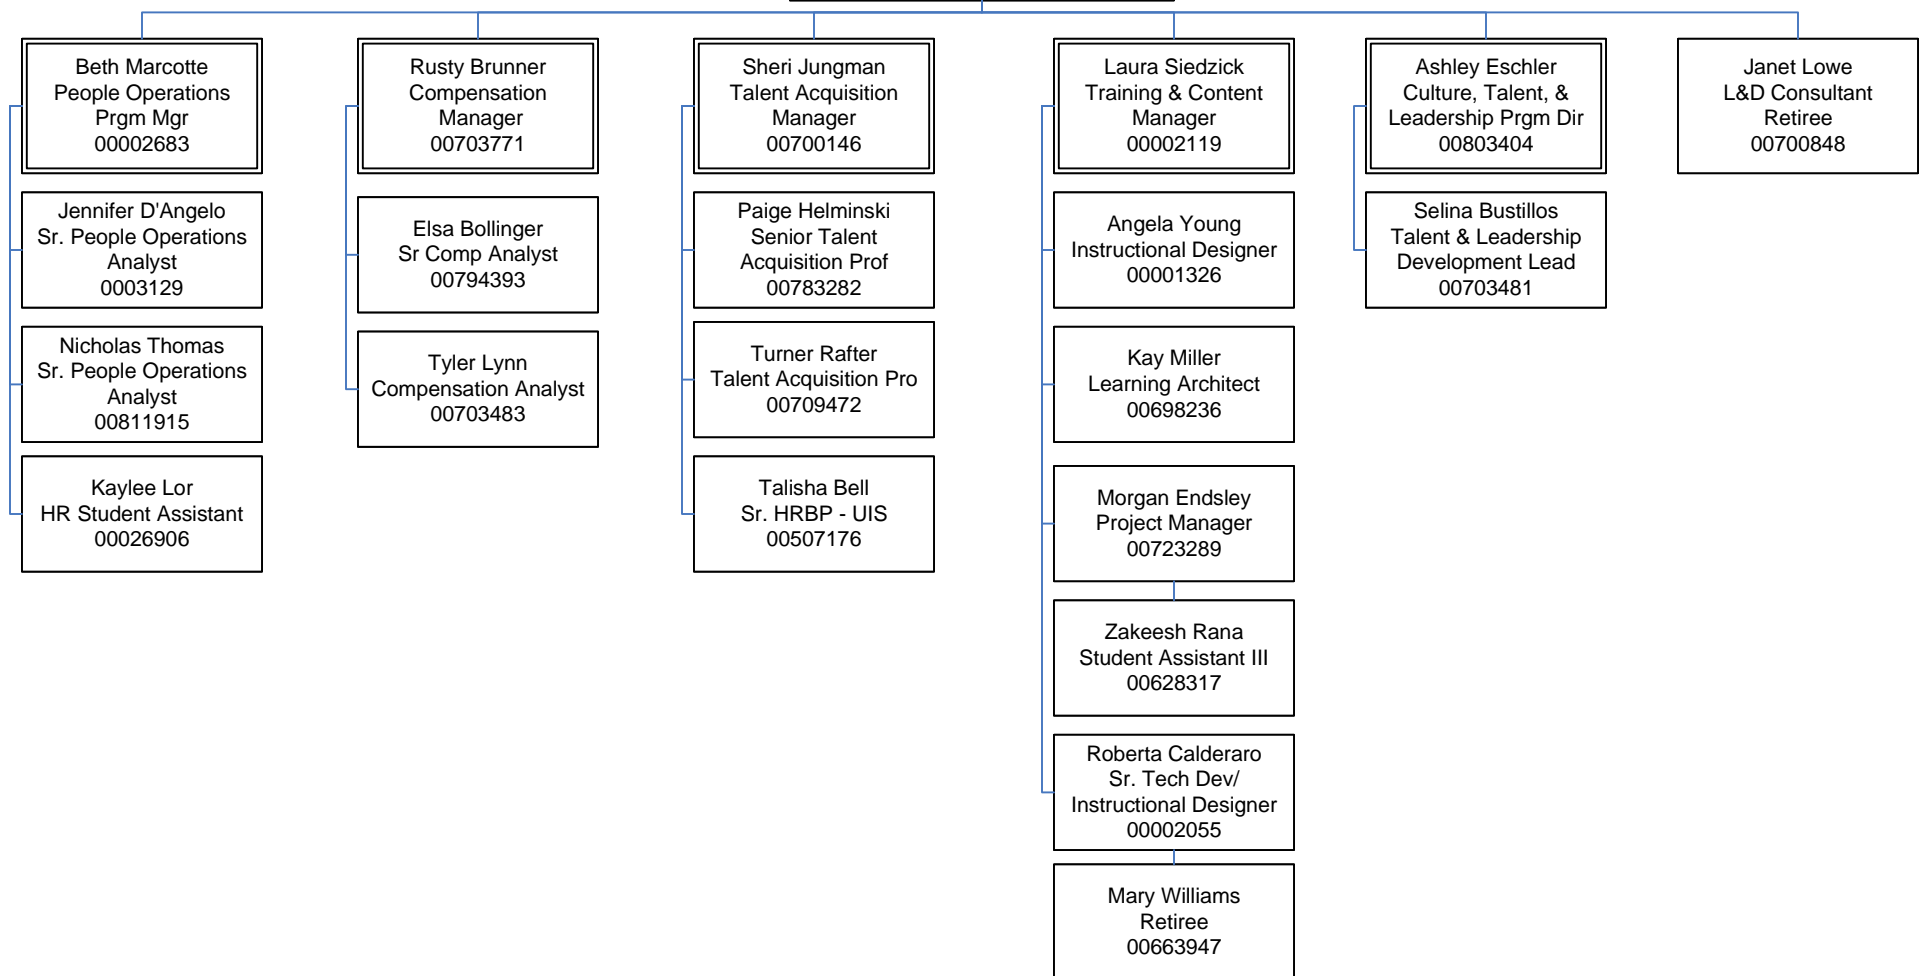 Beth Marcotte
People Operations
Prgm Mgr
00002683
Jennifer D'Angelo
Sr. People Operations
Analyst
0003129
Nicholas Thomas
Sr. People Operations
Analyst
00811915
Kaylee Lor
HR Student Assistant
00026906
Rusty Brunner
Compensation
Manager
00703771
Elsa Bollinger
Sr Comp Analyst
00794393
Tyler Lynn
Compensation Analyst
00703483
Sheri Jungman
Talent Acquisition
Manager
00700146
Paige Helminski
Senior Talent
Acquisition Prof
00783282
Turner Rafter
Talent Acquisition Pro
00709472
Talisha Bell
Sr. HRBP - UIS
00507176
Laura Siedzick
Training & Content
Manager
00002119
Angela Young
Instructional Designer
00001326
Kay Miller
Learning Architect
00698236
Morgan Endsley
Project Manager
00723289
Zakeesh Rana
Student Assistant III
00628317
Roberta Calderaro
Sr. Tech Dev/
Instructional Designer
00002055
Mary Williams
Retiree
00663947
Ashley Eschler
Culture, Talent, &
Leadership Prgm Dir
00803404
Selina Bustillos
Talent & Leadership
Development Lead
00703481
Janet Lowe
L&D Consultant
Retiree
00700848